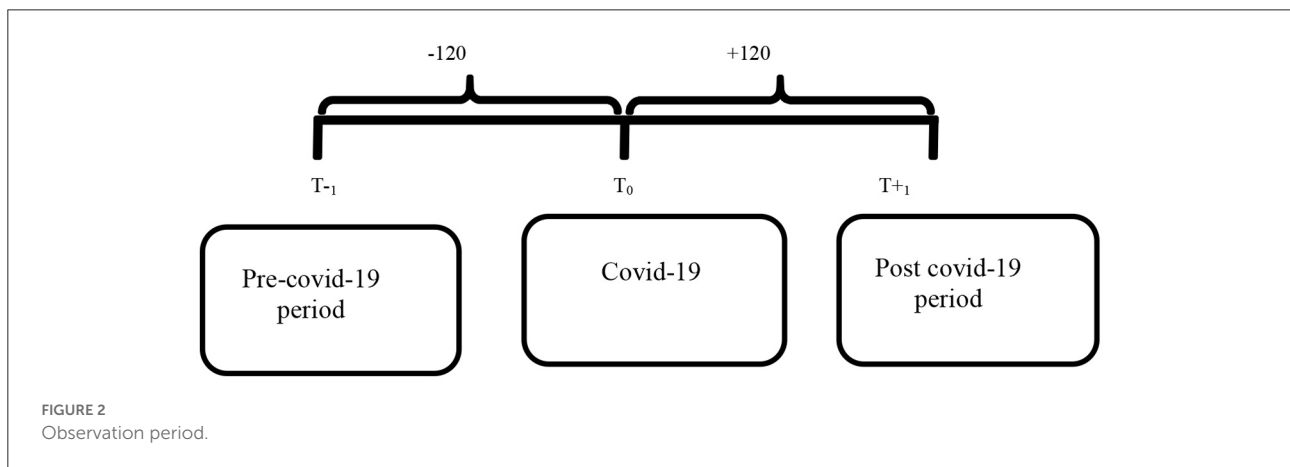 -120 +120
T-₁ T₀ T+₁
Pre-covid-19
period
Covid-19
Post covid-19
period
FIGURE 2
Observation period.